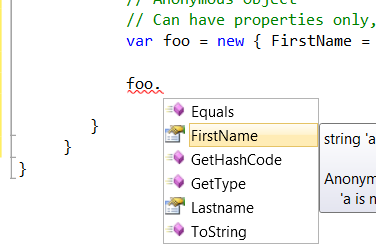 // Anonymous object
// Can have properties only,
var foo = new { FirstName =
foo.
Equals
FirstName
GetHashCode
GetType
Lastname
ToString
string 'a
Anonym
'a is n
}
}
}